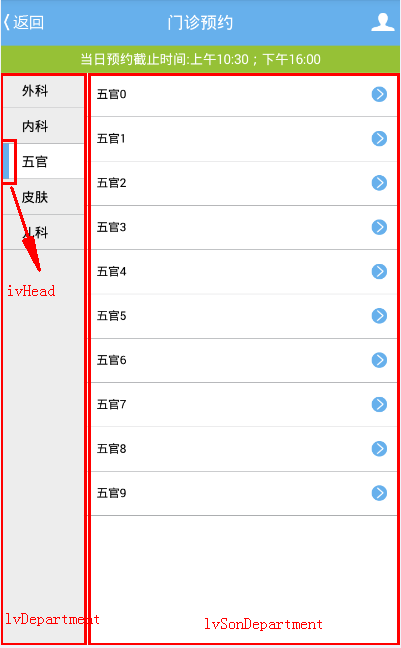 返回
门诊预约
当日预约截止时间:上午10:30；下午16:00
外科
内科
五官
皮肤
儿科
ivHead
lvDepartment
五官0
五官1
五官2
五官3
五官4
五官5
五官6
五官7
五官8
五官9
lvSonDepartment